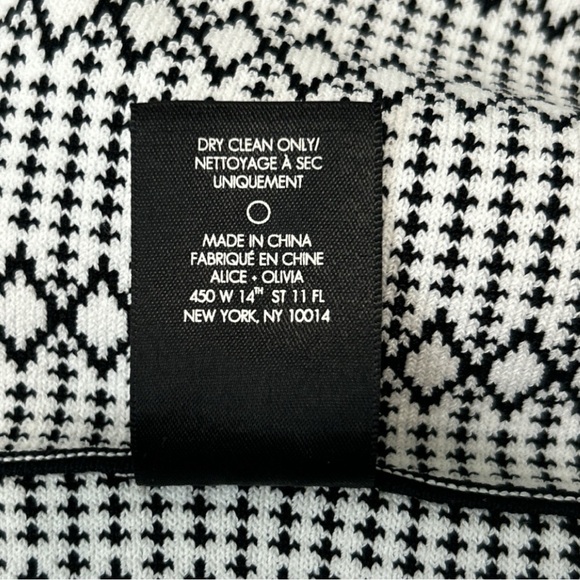 DRY CLEAN ONLY/
NETTOYAGE À SEC
UNIQUEMENT
MADE IN CHINA
FABRIQUÉ EN CHINE
ALICE + OLIVIA
450 W 14TH ST 11 FL
NEW YORK, NY 10014